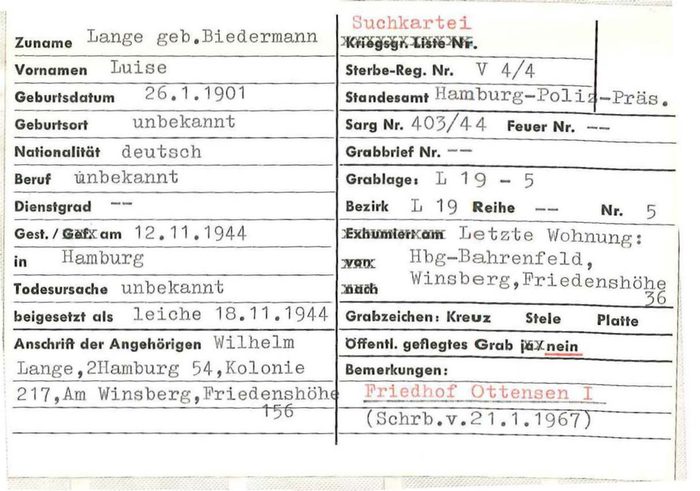 Zuname Lange geb.Biedermann
Vornamen Luise
Geburtsdatum 26.1.1901
Geburtsort unbekannt
Nationalität deutsch
Beruf unbekannt
Dienstgrad --
Gest./Gef. am 12.11.1944
in Hamburg
Todesursache unbekannt
beigesetzt als leiche 18.11.1944
Anschrift der Angehörigen Wilhelm
Lange,2Hamburg 54,Kolonie
217,Am Winsberg,Friedenshöhe
156
Suchkartei
Kriegsgr. Liste Nr.
Sterbe-Reg. Nr. V 4/4
Standesamt Hamburg-Poliz-Präs.
Sarg Nr. 403/44 Feuer Nr. --
Grabbrief Nr. --
Grablage: L 19 - 5
Bezirk L 19 Reihe -- Nr. 5
Exhumiert am Letzte Wohnung:
von Hbg-Bahrenfeld,
nach Winsberg,Friedenshöhe
36
Grabzeichen: Kreuz Stele Platte
Öffentl. gepflegtes Grab ja nein
Bemerkungen:
Friedhof Ottensen I
(Schrb.v.21.1.1967)